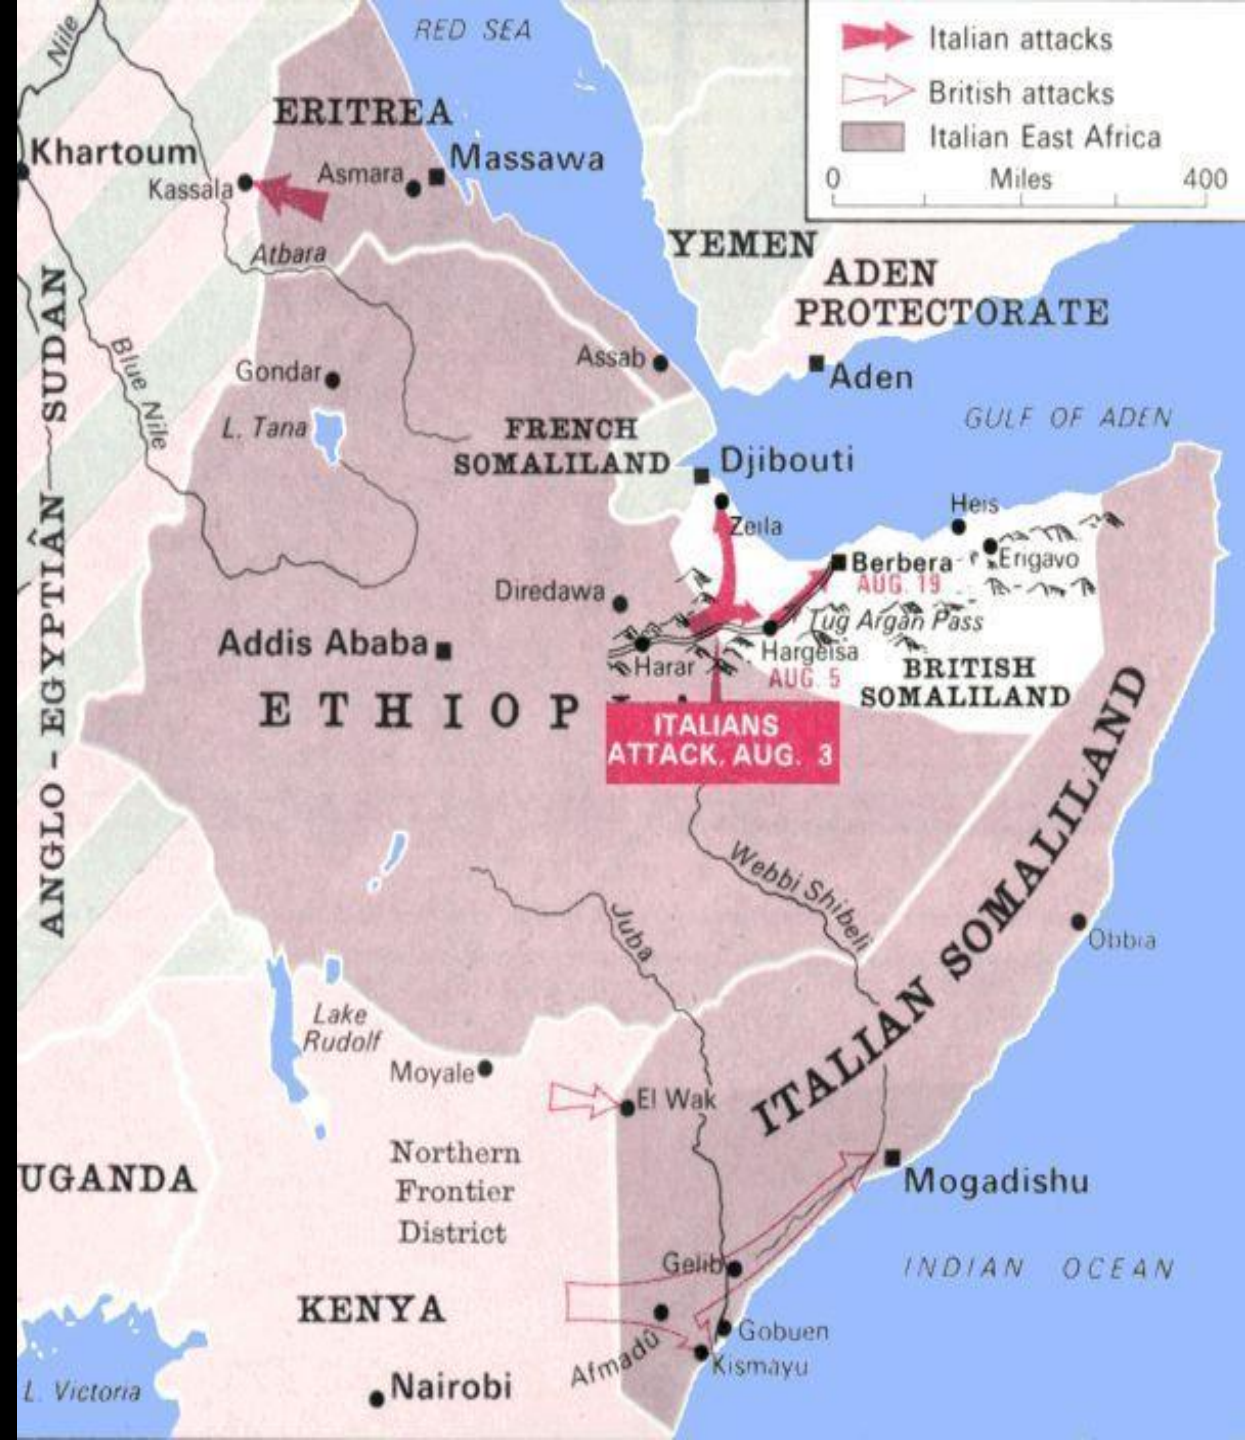 RED SEA
Italian attacks
British attacks
Italian East Africa
0 Miles 400
Nile
ERITREA
Khartoum
Kassala
Asmara
Massawa
Atbara
YEMEN
ADEN
PROTECTORATE
ANGLO-EGYPTIAN SUDAN
Blue Nile
Gondar
L. Tana
Assab
Aden
GULF OF ADEN
FRENCH
SOMALILAND
Djibouti
Zeila
Heis
Berbera
AUG. 19
Erigavo
Diredawa
Tug Argan Pass
Addis Ababa
Harar
Hargeisa
AUG. 5
BRITISH
SOMALILAND
ETHIOP
ITALIANS
ATTACK, AUG. 3
Webbi Shibeli
Juba
ITALIAN SOMALILAND
Obbia
Lake
Rudolf
Moyale
El Wak
Northern
Frontier
District
UGANDA
Mogadishu
Gelib
INDIAN OCEAN
KENYA
Afmadû
Gobuen
Kismayu
L. Victoria
Nairobi